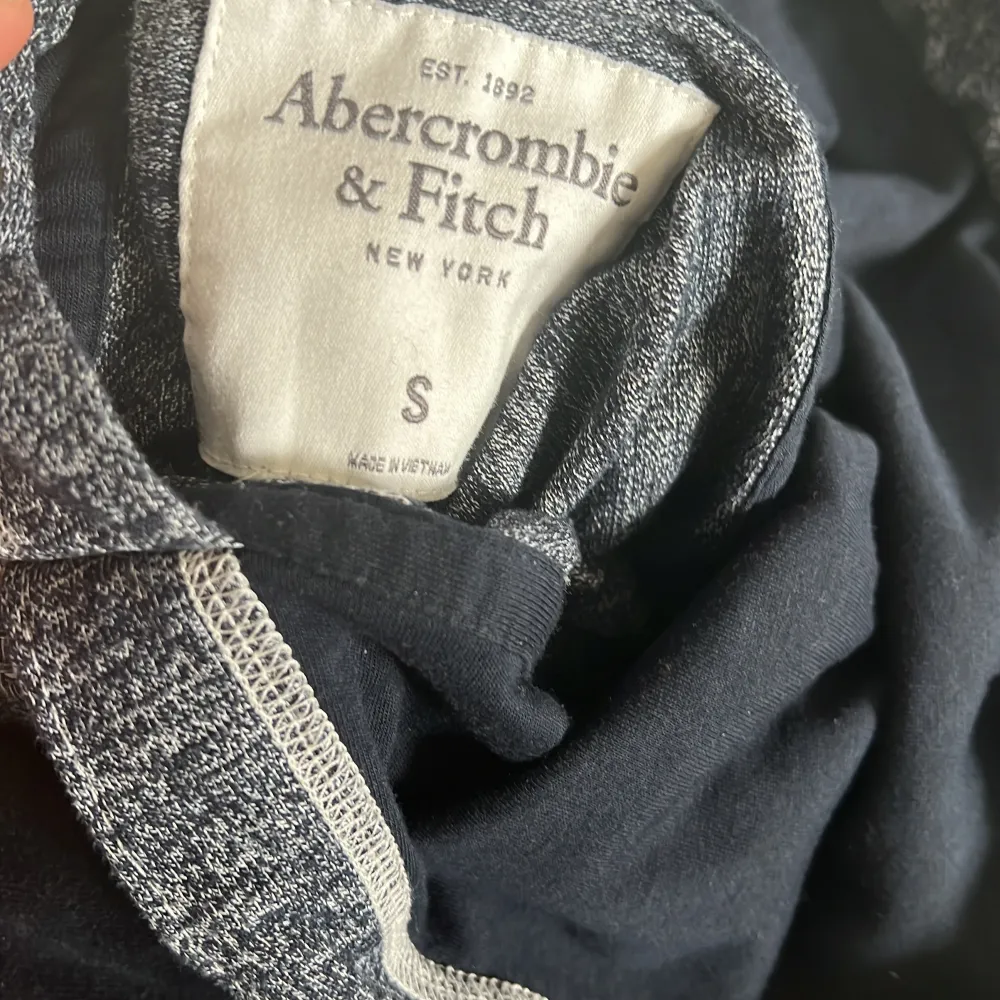 EST. 1892
Abercrombie
& Fitch
NEW YORK
S
MADE IN VIETNAM